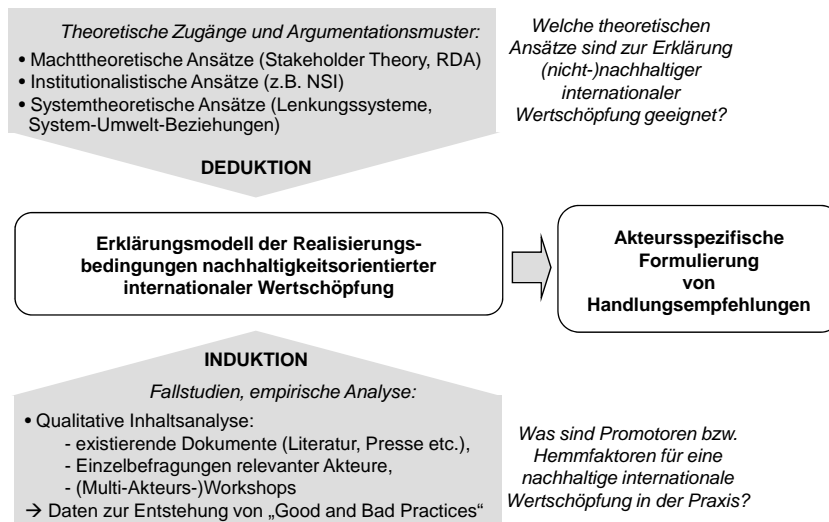 Theoretische Zugänge und Argumentationsmuster:
• Machttheoretische Ansätze (Stakeholder Theory, RDA)
• Institutionalistische Ansätze (z.B. NSI)
• Systemtheoretische Ansätze (Lenkungssysteme,
System-Umwelt-Beziehungen)
DEDUKTION
Welche theoretischen
Ansätze sind zur Erklärung
(nicht-)nachhaltiger
internationaler
Wertschöpfung geeignet?
Erklärungsmodell der Realisierungs-
bedingungen nachhaltigkeitsorientierter
internationaler Wertschöpfung
Akteursspezifische
Formulierung
von
Handlungsempfehlungen
INDUKTION
Fallstudien, empirische Analyse:
• Qualitative Inhaltsanalyse:
- existierende Dokumente (Literatur, Presse etc.),
- Einzelbefragungen relevanter Akteure,
- (Multi-Akteurs-)Workshops
→ Daten zur Entstehung von „Good and Bad Practices“
Was sind Promotoren bzw.
Hemmfaktoren für eine
nachhaltige internationale
Wertschöpfung in der Praxis?